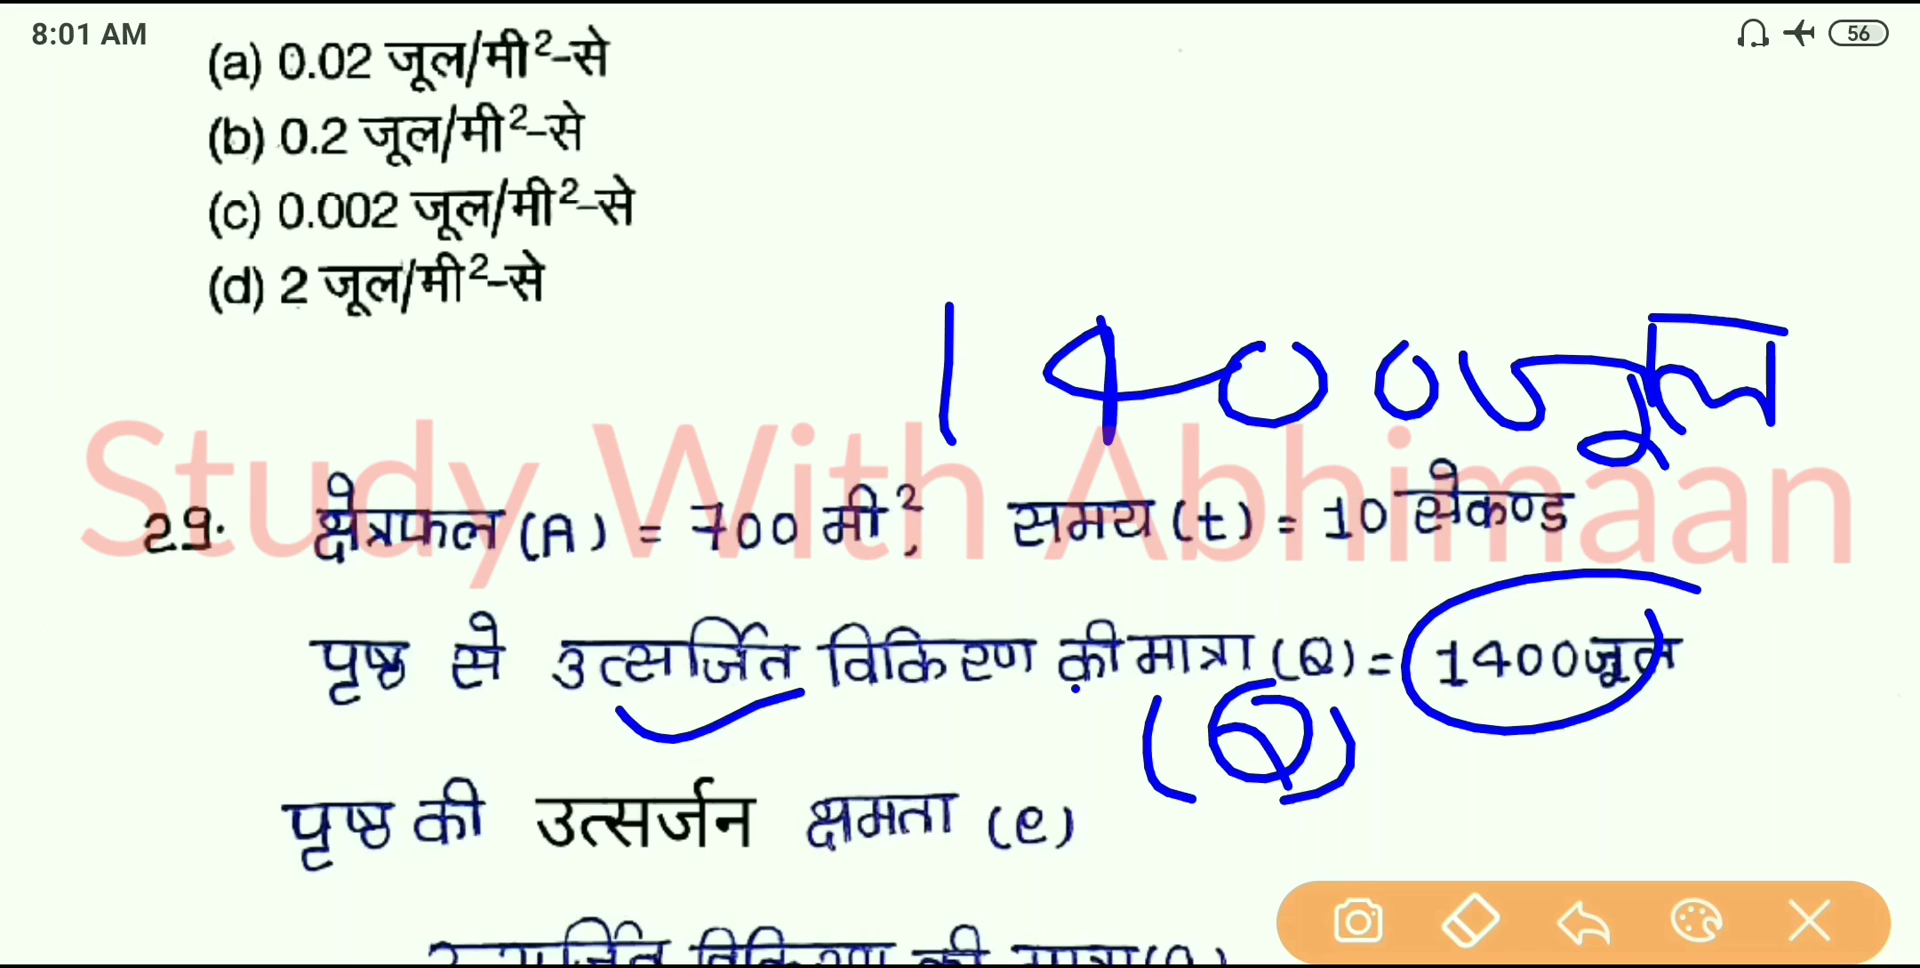 8:01 AM
56
(a) 0.02 जूल/मी²-से
(b) 0.2 जूल/मी²-से
(c) 0.002 जूल/मी²-से
(d) 2 जूल/मी²-से
1400 जूल
Study With Abhimaan
29. क्षेत्रफल (A) = 700 मी², समय (t) = 10 सेकण्ड
पृष्ठ से उत्सर्जित विकिरण की मात्रा (Q) = 1400 जूल
(Q)
पृष्ठ की उत्सर्जन क्षमता (e)